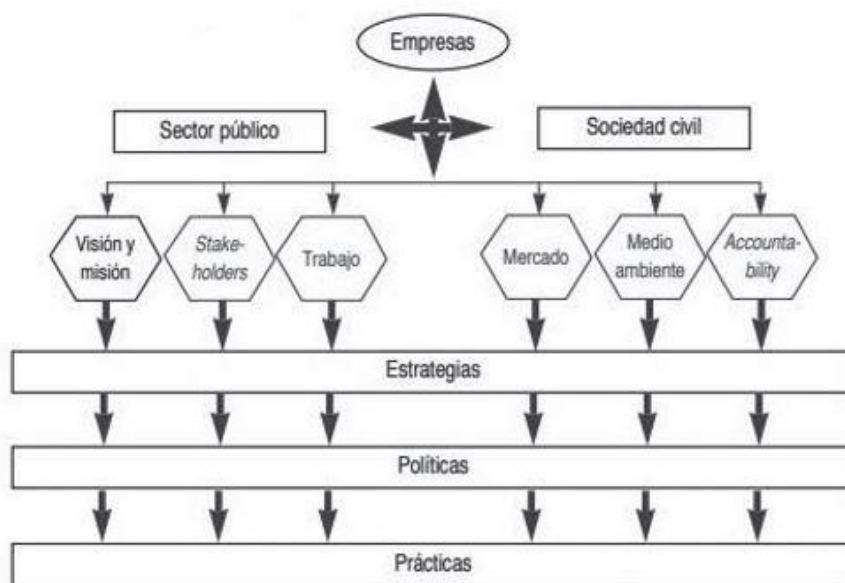 Empresas
Sector público
Sociedad civil
Visión y
misión
Stake-
holders
Trabajo
Mercado
Medio
ambiente
Accounta-
bility
Estrategias
Políticas
Prácticas